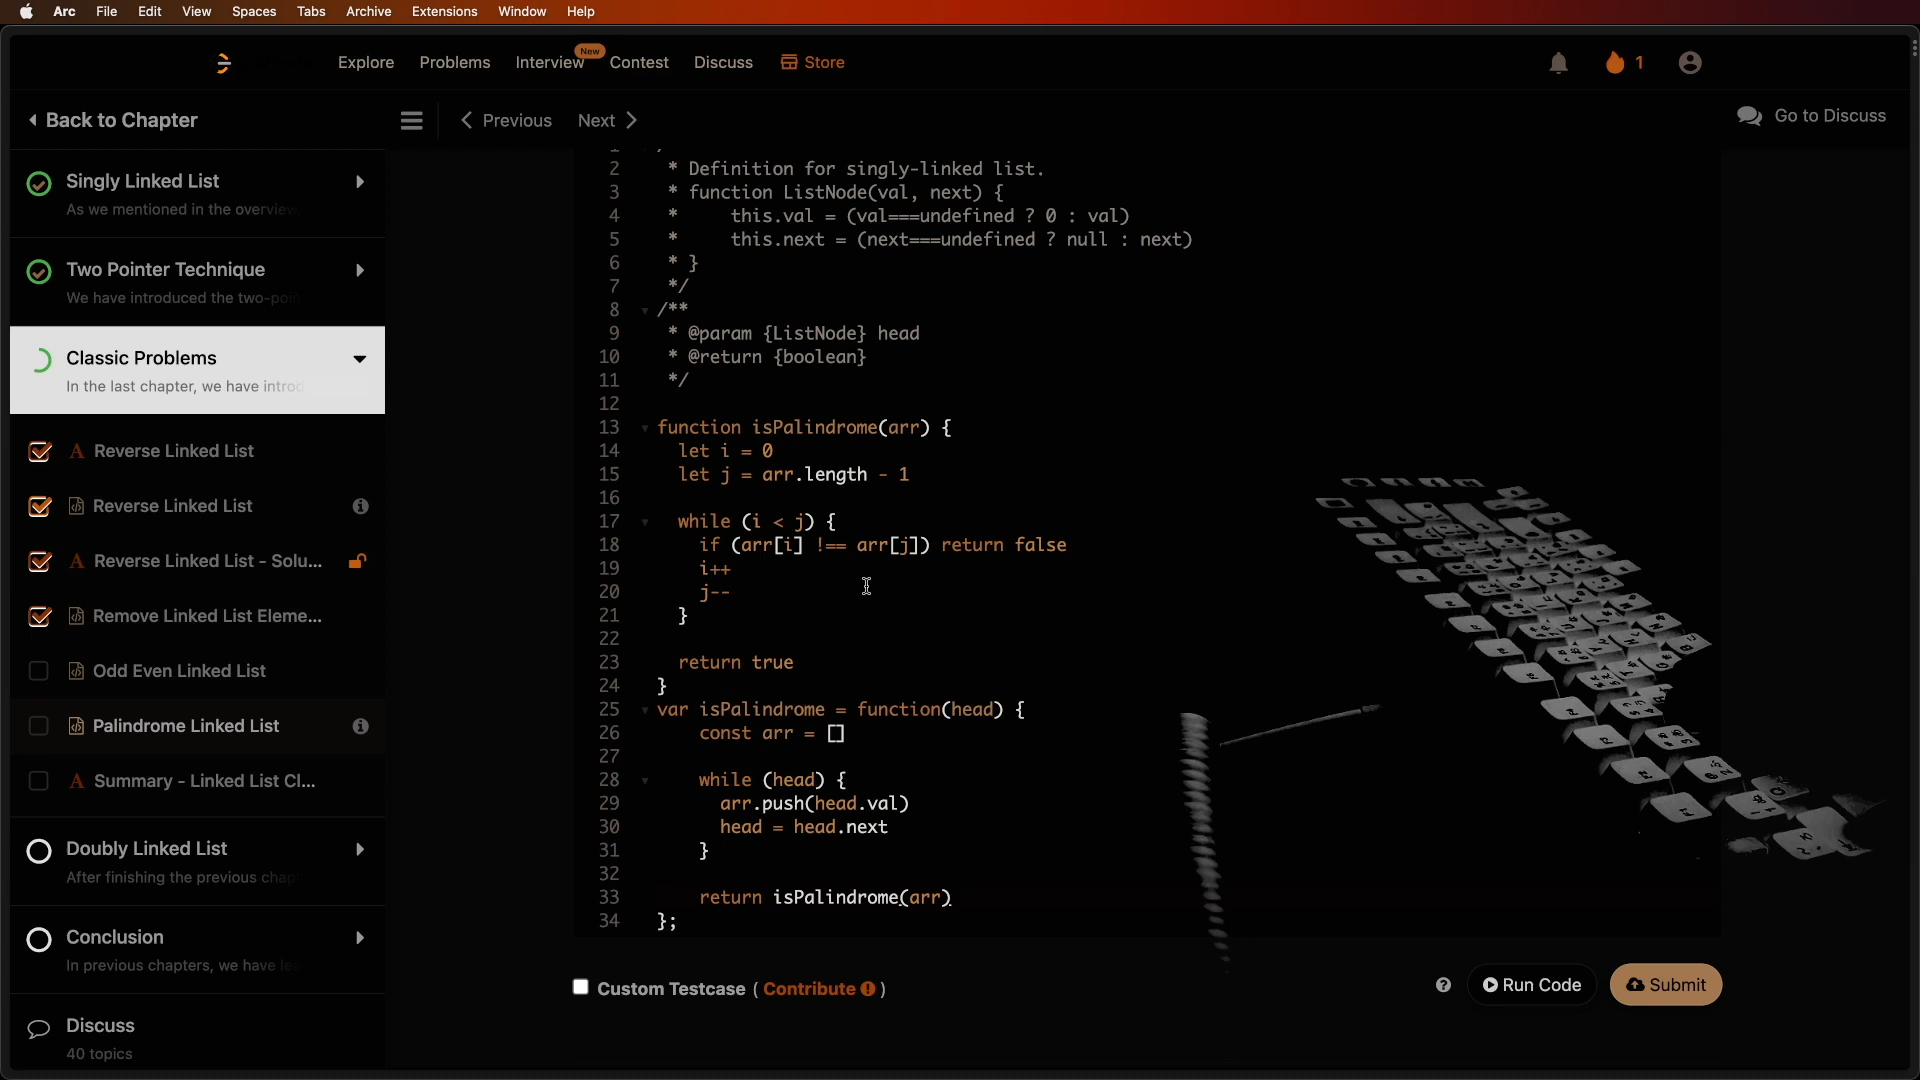 Arc File Edit View Spaces Tabs Archive Extensions Window Help
Explore Problems Interview New Contest Discuss Store 1
Back to Chapter Previous Next Go to Discuss
Singly Linked List
As we mentioned in the overview
Two Pointer Technique
We have introduced the two-poin
Classic Problems
In the last chapter, we have introd
A Reverse Linked List
Reverse Linked List
A Reverse Linked List - Solu...
Remove Linked List Eleme...
Odd Even Linked List
Palindrome Linked List
A Summary - Linked List Cl...
Doubly Linked List
After finishing the previous chap
Conclusion
In previous chapters, we have le
Discuss
40 topics
2 * Definition for singly-linked list.
3 * function ListNode(val, next) {
4 * this.val = (val===undefined ? 0 : val)
5 * this.next = (next===undefined ? null : next)
6 * }
7 */
8 /**
9 * @param {ListNode} head
10 * @return {boolean}
11 */
12
13 function isPalindrome(arr) {
14 let i = 0
15 let j = arr.length - 1
16
17 while (i < j) {
18 if (arr[i] !== arr[j]) return false
19 i++
20 j--
21 }
22
23 return true
24 }
25 var isPalindrome = function(head) {
26 const arr = []
27
28 while (head) {
29 arr.push(head.val)
30 head = head.next
31 }
32
33 return isPalindrome(arr)
34 };
Custom Testcase ( Contribute )
? Run Code Submit